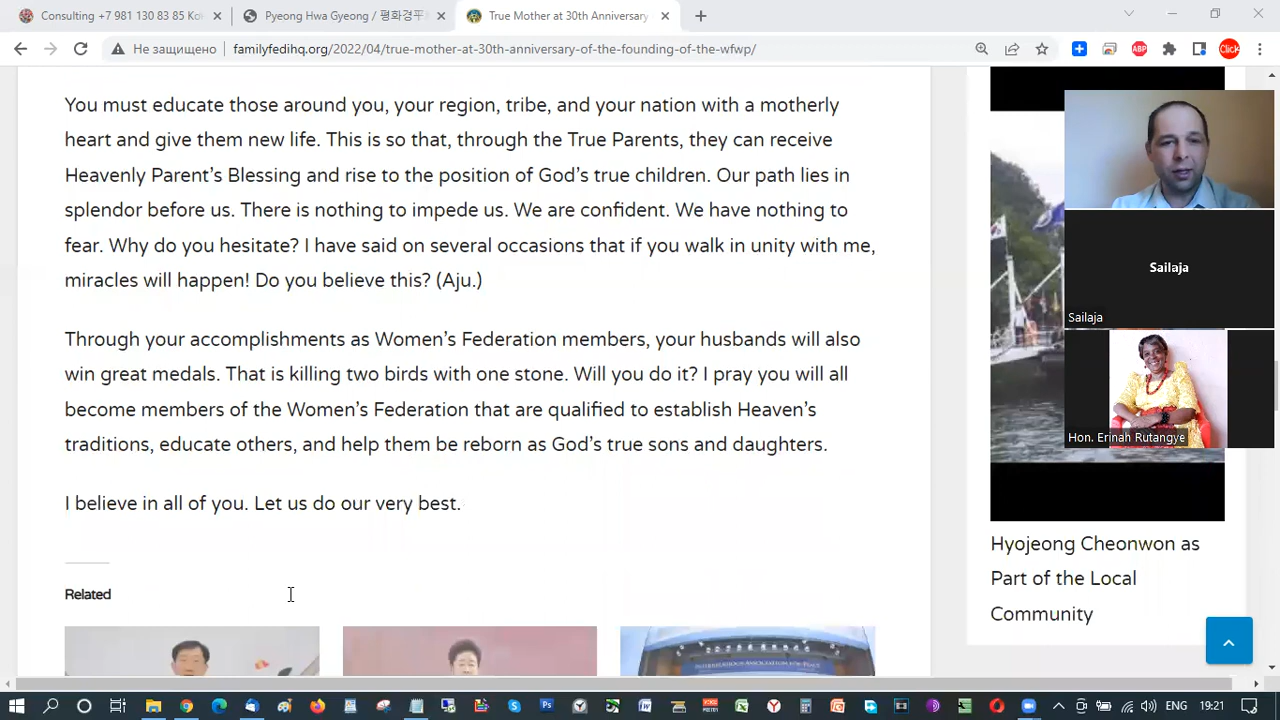 Consulting +7 981 130 83 85 Kok
Pyeong Hwa Gyeong / 평화경平
True Mother at 30th Anniversary
Не защищено
familyfedihq.org/2022/04/true-mother-at-30th-anniversary-of-the-founding-of-the-wfwp/
ABP
Click
You must educate those around you, your region, tribe, and your nation with a motherly
heart and give them new life. This is so that, through the True Parents, they can receive
Heavenly Parent’s Blessing and rise to the position of God’s true children. Our path lies in
splendor before us. There is nothing to impede us. We are confident. We have nothing to
fear. Why do you hesitate? I have said on several occasions that if you walk in unity with me,
miracles will happen! Do you believe this? (Aju.)
Through your accomplishments as Women’s Federation members, your husbands will also
win great medals. That is killing two birds with one stone. Will you do it? I pray you will all
become members of the Women’s Federation that are qualified to establish Heaven’s
traditions, educate others, and help them be reborn as God’s true sons and daughters.
I believe in all of you. Let us do our very best.
Related
Sailaja
Sailaja
Hon. Erinah Rutangye
Hyojeong Cheonwon as
Part of the Local
Community
INTERNATIONAL ASSOCIATION FOR PEACE
ENG
19:21